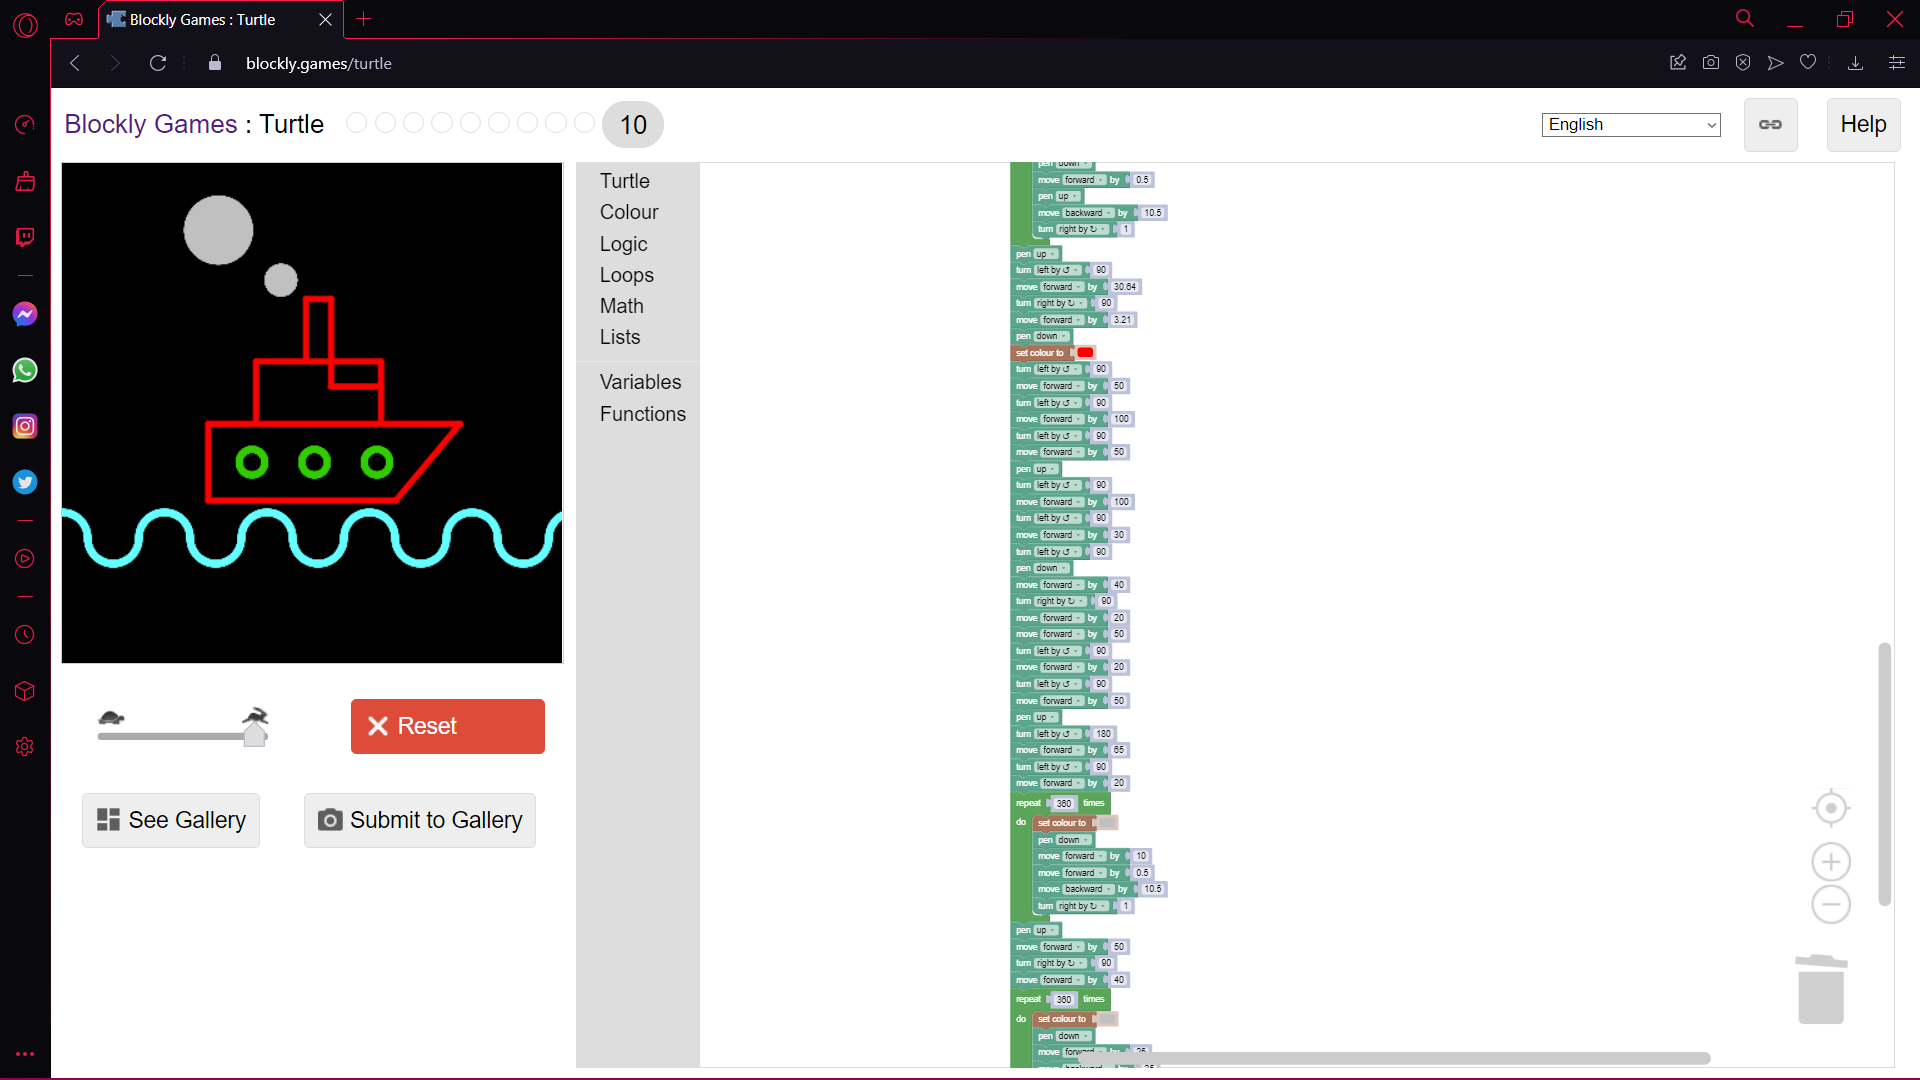 Blockly Games : Turtle
blockly.games/turtle
Blockly Games : Turtle 10
English
Help
Turtle
Colour
Logic
Loops
Math
Lists
Variables
Functions
Reset
See Gallery
Submit to Gallery
pen down
move forward by 0.5
pen up
move backward by 10.5
turn right by ↻ 1
pen up
turn left by ↺ 90
move forward by 30.64
turn right by ↻ 90
move forward by 3.21
pen down
set colour to
turn left by ↺ 90
move forward by 50
turn left by ↺ 90
move forward by 100
turn left by ↺ 90
move forward by 50
pen up
turn left by ↺ 90
move forward by 100
turn left by ↺ 90
move forward by 30
turn left by ↺ 90
pen down
move forward by 40
turn right by ↻ 90
move forward by 20
move forward by 50
turn left by ↺ 90
move forward by 20
turn left by ↺ 90
move forward by 50
pen up
turn left by ↺ 180
move forward by 65
turn left by ↺ 90
move forward by 20
repeat 360 times
do set colour to
pen down
move forward by 10
move forward by 0.5
move backward by 10.5
turn right by ↻ 1
pen up
move forward by 50
turn right by ↻ 90
move forward by 40
repeat 360 times
do set colour to
pen down
move forward by 25